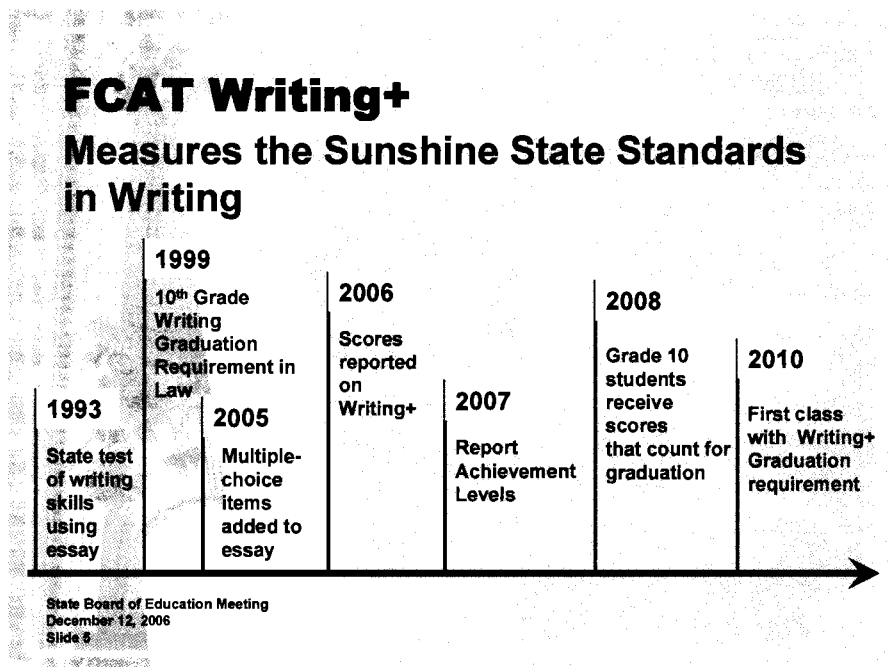 FCAT Writing+
Measures the Sunshine State Standards
in Writing
1993
State test
of writing
skills
using
essay
1999
10th Grade
Writing
Graduation
Requirement in
Law
2005
Multiple-
choice
items
added to
essay
2006
Scores
reported
on
Writing+
2007
Report
Achievement
Levels
2008
Grade 10
students
receive
scores
that count for
graduation
2010
First class
with Writing+
Graduation
requirement
State Board of Education Meeting
December 12, 2006
Slide 5